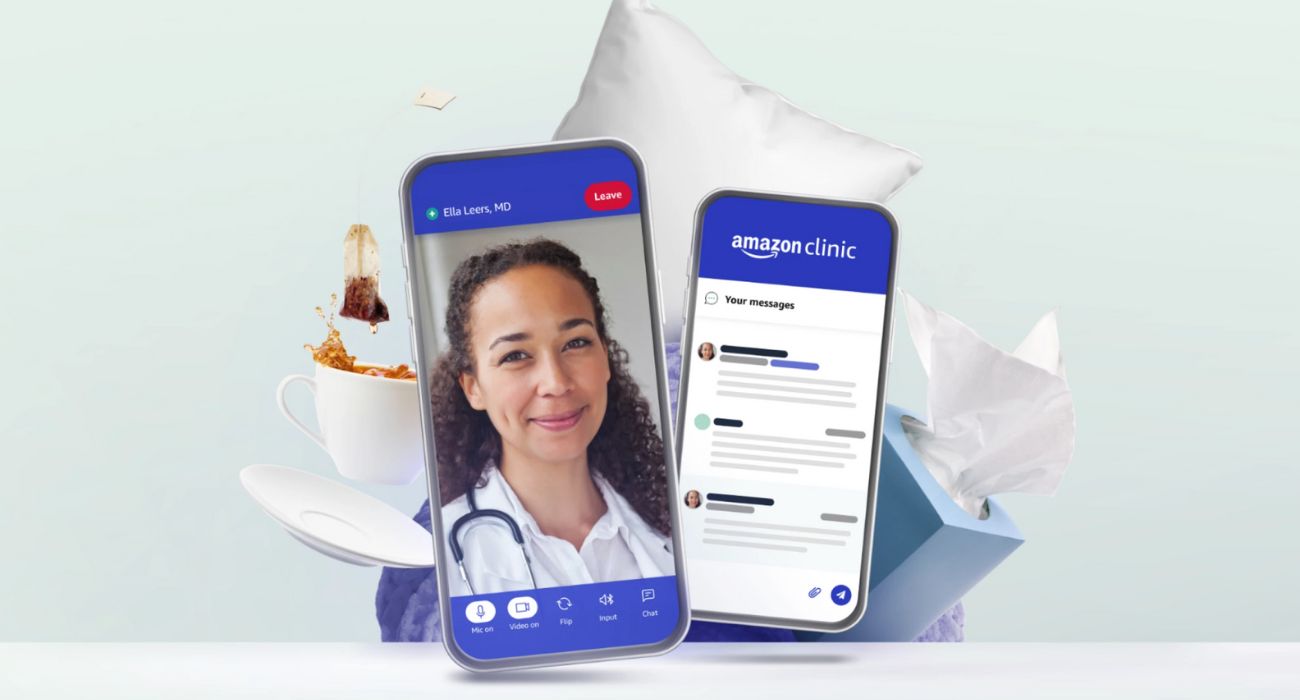 Ella Leers, MD
Leave
Mic on
Video on
Flip
Input
Chat
amazon clinic
Your messages